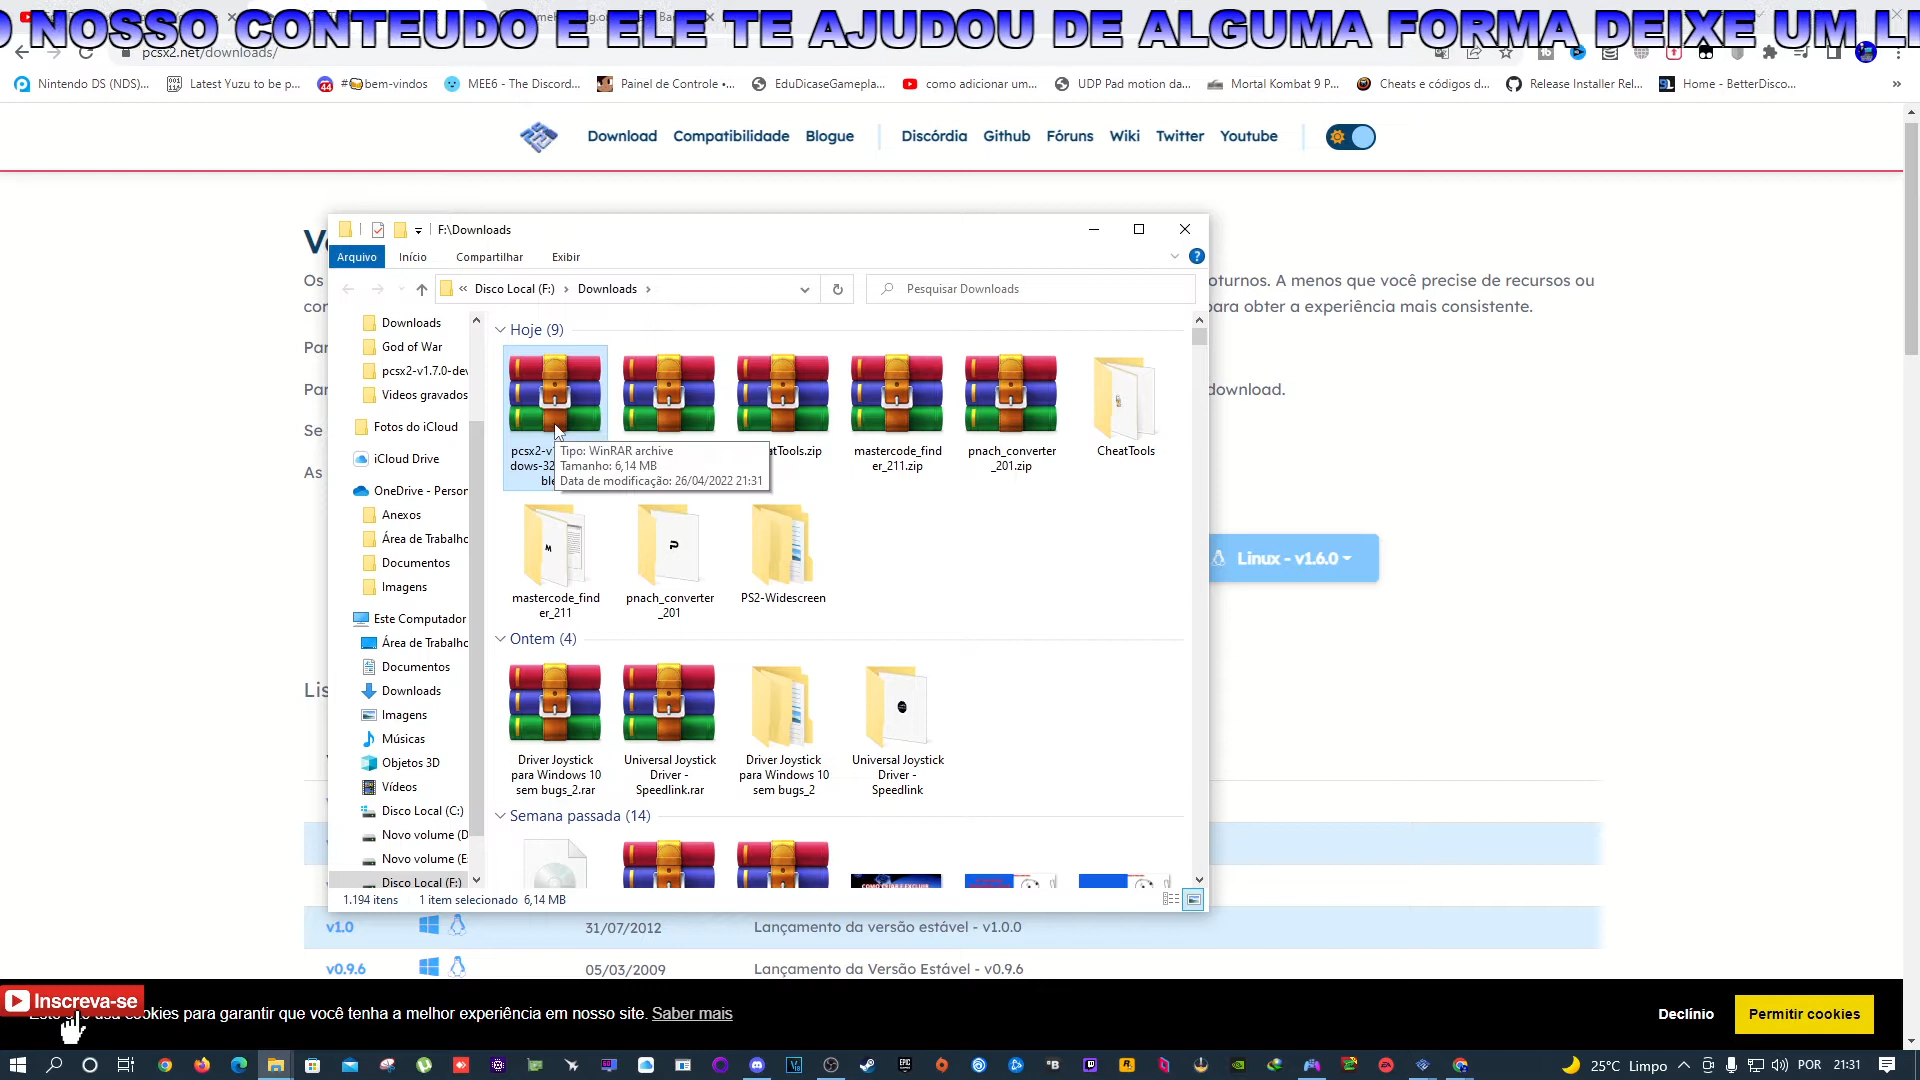 O NOSSO CONTEUDO E ELE TE AJUDOU DE ALGUMA FORMA DEIXE UM LI
pcsx2.net/downloads/
Nintendo DS (NDS)... Latest Yuzu to be p... #bem-vindos MEE6 - The Discord... Painel de Controle •... EduDicaseGamepla... como adicionar um... UDP Pad motion da... Mortal Kombat 9 P... Cheats e códigos d... Release Installer Rel... Home - BetterDisco... »
Download Compatibilidade Blogue Discórdia Github Fóruns Wiki Twitter Youtube
F:\Downloads
Arquivo Início Compartilhar Exibir
« Disco Local (F:) › Downloads › Pesquisar Downloads
Os
oturnos. A menos que você precise de recursos ou
para obter a experiência mais consistente.
download.
Se
As
Linux - v1.6.0
Lis
Downloads
God of War
pcsx2-v1.7.0-dev
Videos gravados
Fotos do iCloud
iCloud Drive
OneDrive - Person
Anexos
Área de Trabalho
Documentos
Imagens
Este Computador
Área de Trabalho
Documentos
Downloads
Imagens
Músicas
Objetos 3D
Vídeos
Disco Local (C:)
Novo volume (D
Novo volume (E:
Disco Local (F:)
Hoje (9)
pcsx2-v1
dows-32
ble
Tipo: WinRAR archive
Tamanho: 6,14 MB
Data de modificação: 26/04/2022 21:31
atTools.zip
mastercode_find
er_211.zip
pnach_converter
_201.zip
CheatTools
mastercode_find
er_211
pnach_converter
_201
PS2-Widescreen
Ontem (4)
Driver Joystick
para Windows 10
sem bugs_2.rar
Universal Joystick
Driver -
Speedlink.rar
Driver Joystick
para Windows 10
sem bugs_2
Universal Joystick
Driver -
Speedlink
Semana passada (14)
1.194 itens 1 item selecionado 6,14 MB
v1.0 31/07/2012 Lançamento da versão estável - v1.0.0
v0.9.6 05/03/2009 Lançamento da Versão Estável - v0.9.6
Inscreva-se
cookies para garantir que você tenha a melhor experiência em nosso site. Saber mais
Declínio Permitir cookies
25°C Limpo POR 21:31